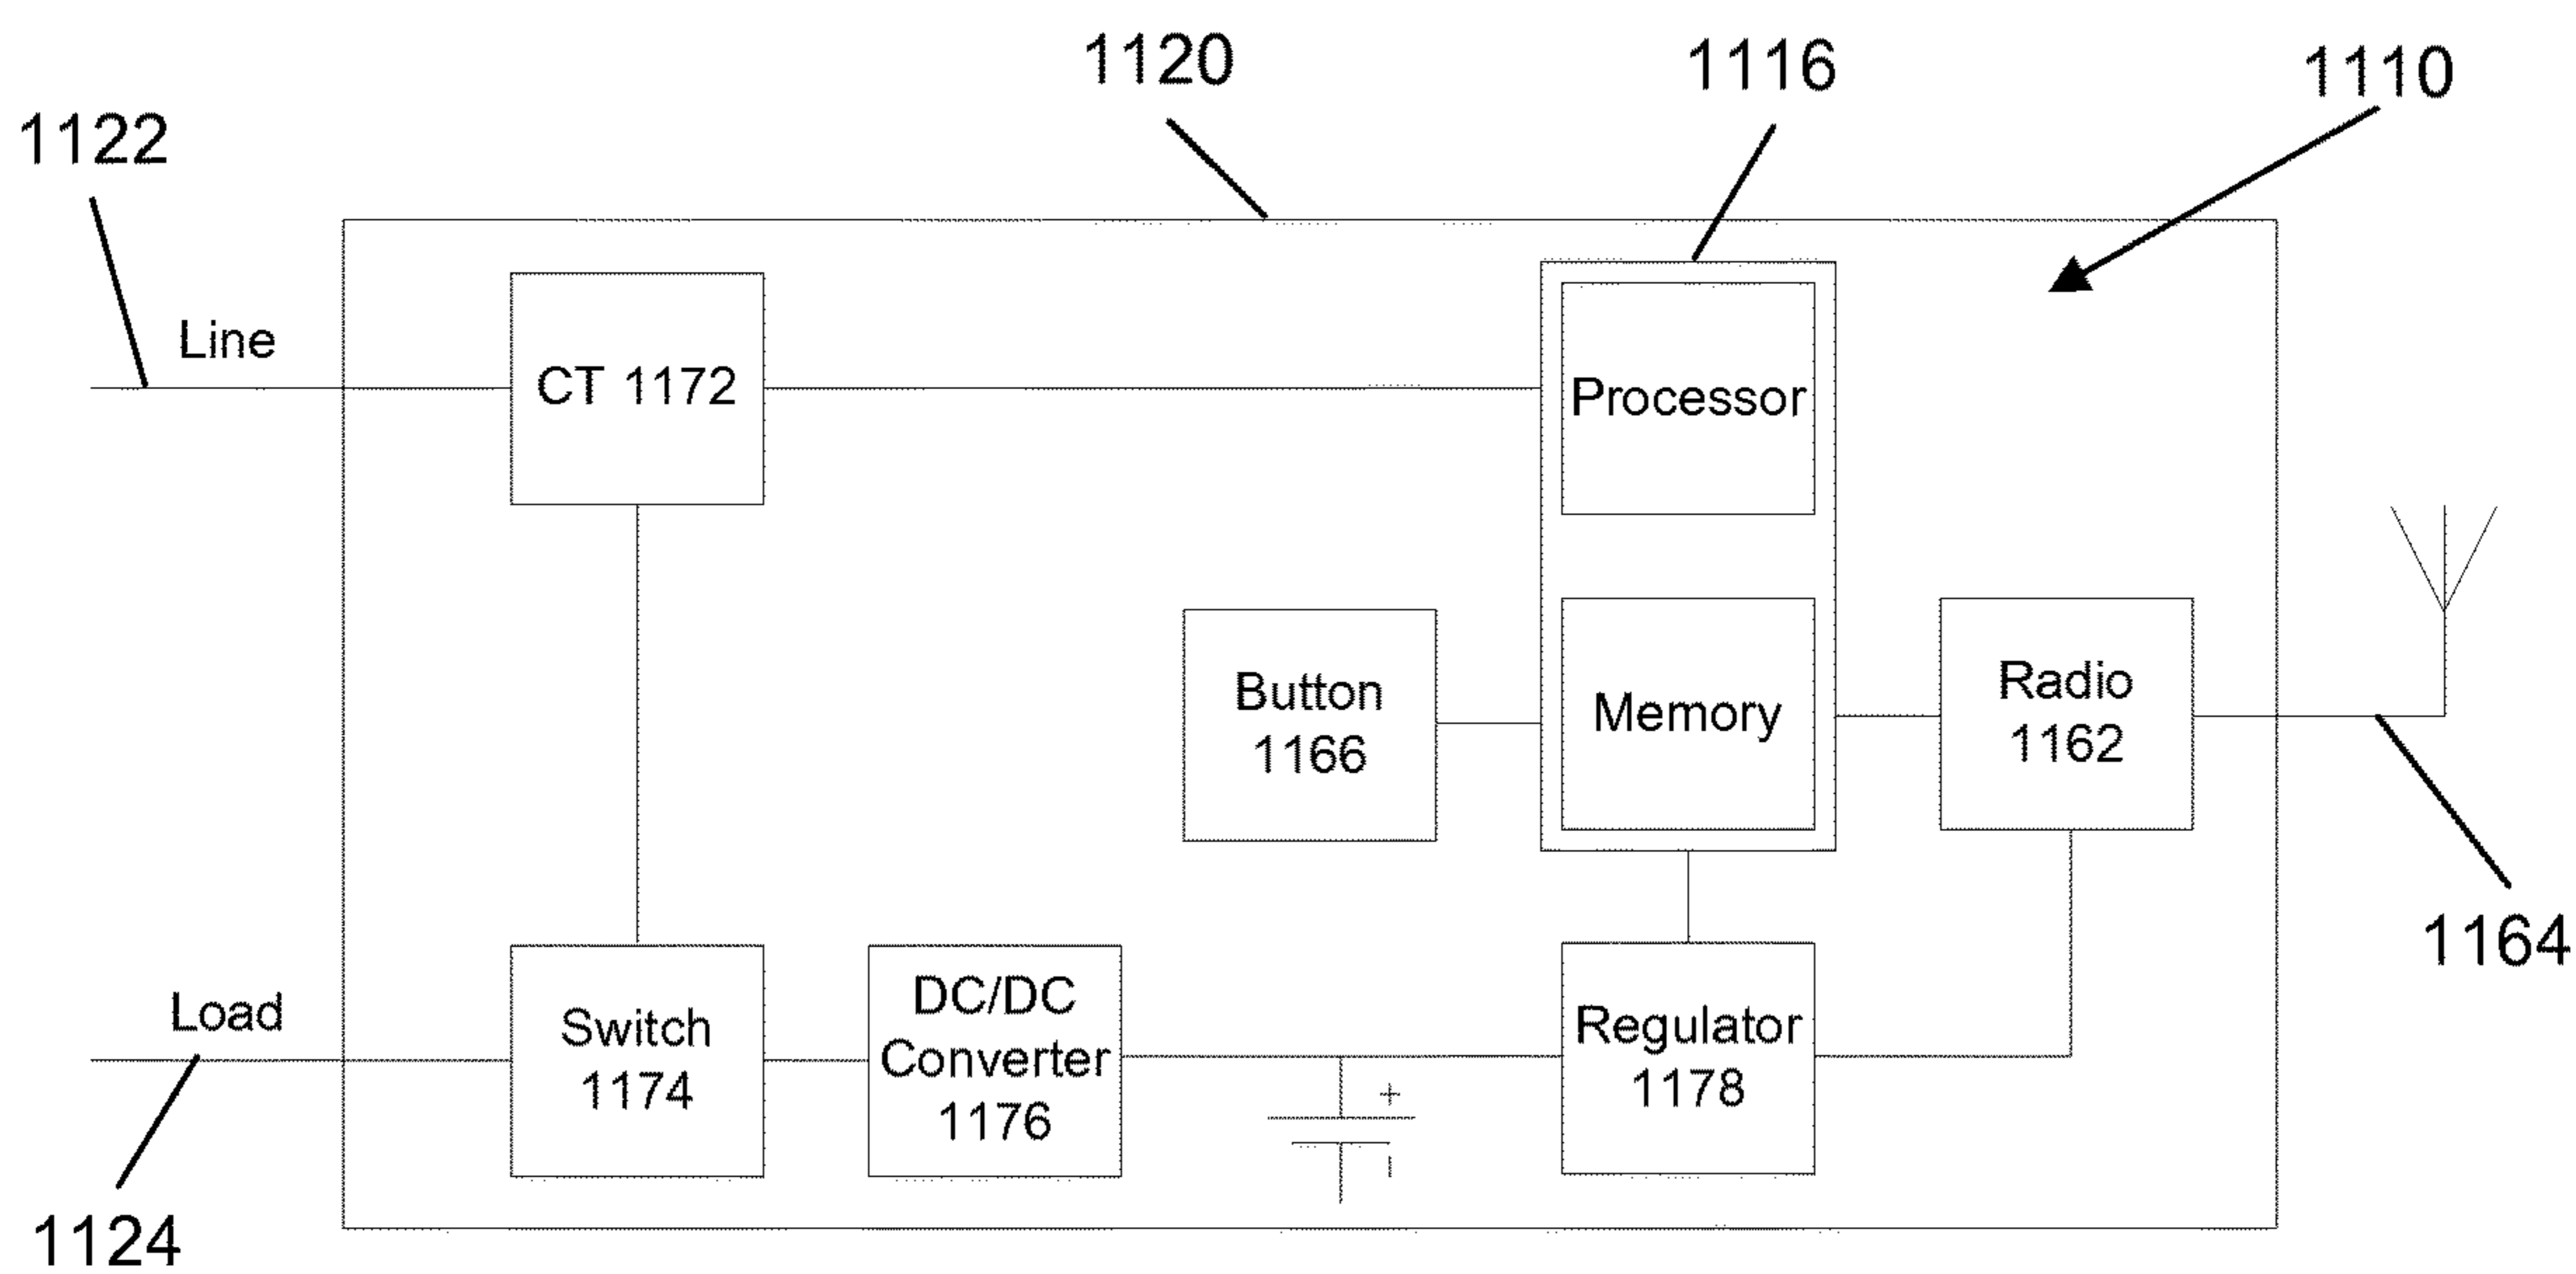 1120
1116
1110
1122
Line
CT 1172
Processor
Button
1166
Memory
Radio
1162
1164
Load
Switch
1174
DC/DC
Converter
1176
+
-
Regulator
1178
1124